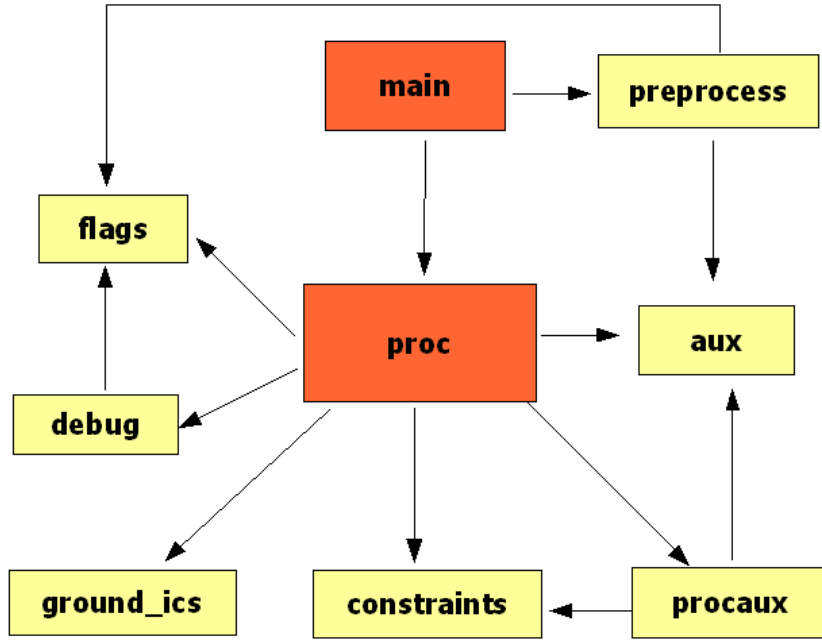 main
preprocess
flags
proc
aux
debug
ground_ics
constraints
procaux